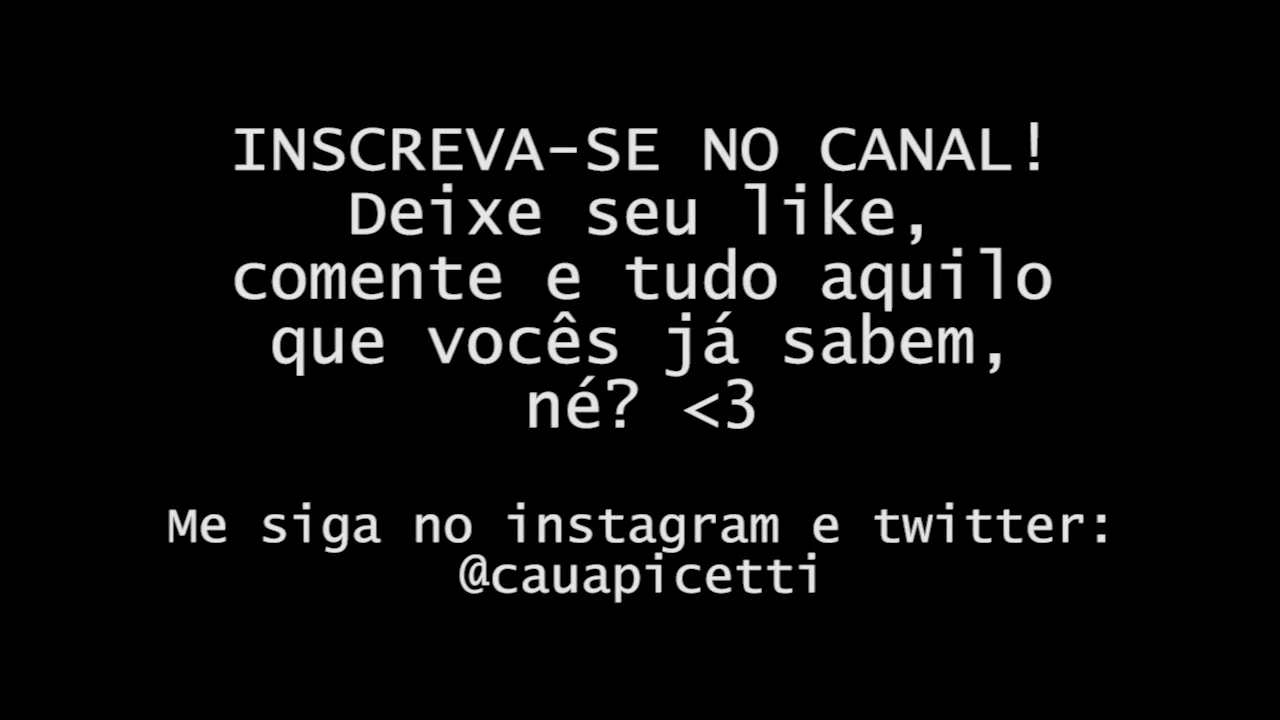 INSCREVA-SE NO CANAL!
Deixe seu like,
comente e tudo aquilo
que vocês já sabem,
né? <3
Me siga no instagram e twitter:
@cauapicetti